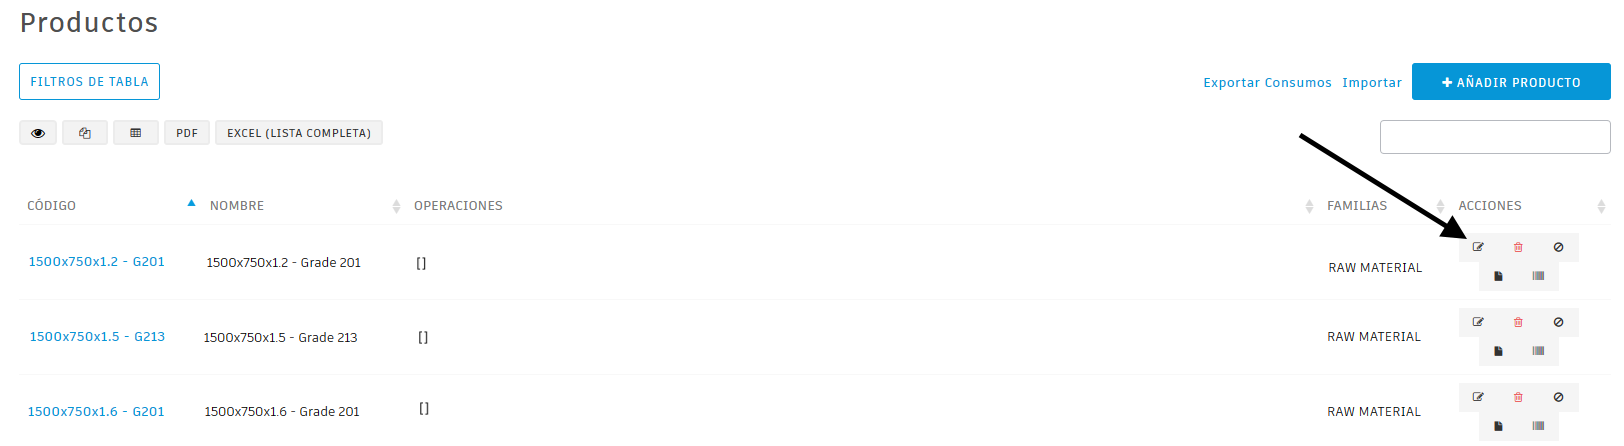 Productos
FILTROS DE TABLA
Exportar Consumos Importar + AÑADIR PRODUCTO
PDF EXCEL (LISTA COMPLETA)
CÓDIGO NOMBRE OPERACIONES FAMILIAS ACCIONES
1500x750x1.2 - G201 1500x750x1.2 - Grade 201 [] RAW MATERIAL
1500x750x1.5 - G213 1500x750x1.5 - Grade 213 [] RAW MATERIAL
1500x750x1.6 - G201 1500x750x1.6 - Grade 201 [] RAW MATERIAL